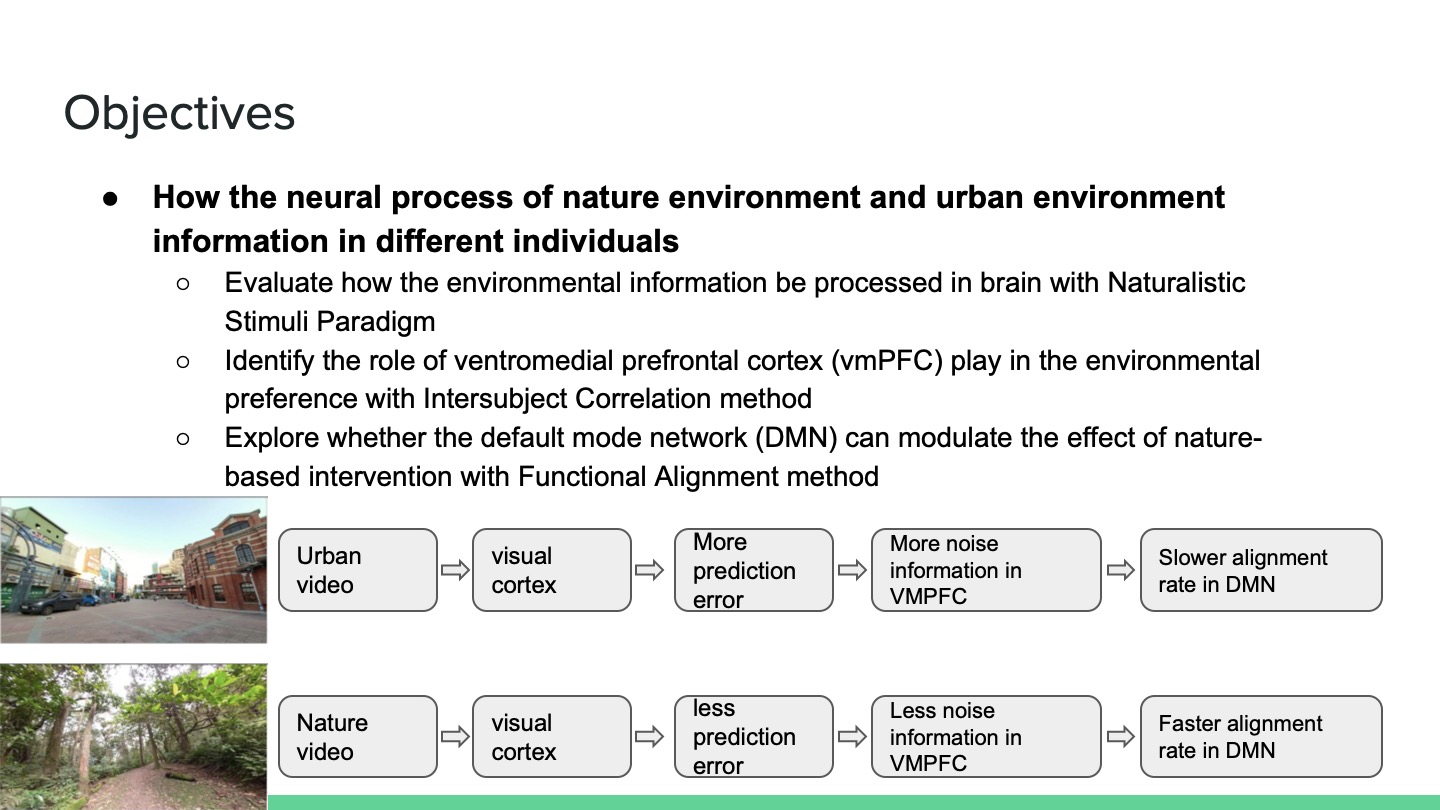 Objectives
● How the neural process of nature environment and urban environment
information in different individuals
○ Evaluate how the environmental information be processed in brain with Naturalistic
Stimuli Paradigm
○ Identify the role of ventromedial prefrontal cortex (vmPFC) play in the environmental
preference with Intersubject Correlation method
○ Explore whether the default mode network (DMN) can modulate the effect of nature-
based intervention with Functional Alignment method
Urban
video
visual
cortex
More
prediction
error
More noise
information in
VMPFC
Slower alignment
rate in DMN
Nature
video
visual
cortex
less
prediction
error
Less noise
information in
VMPFC
Faster alignment
rate in DMN